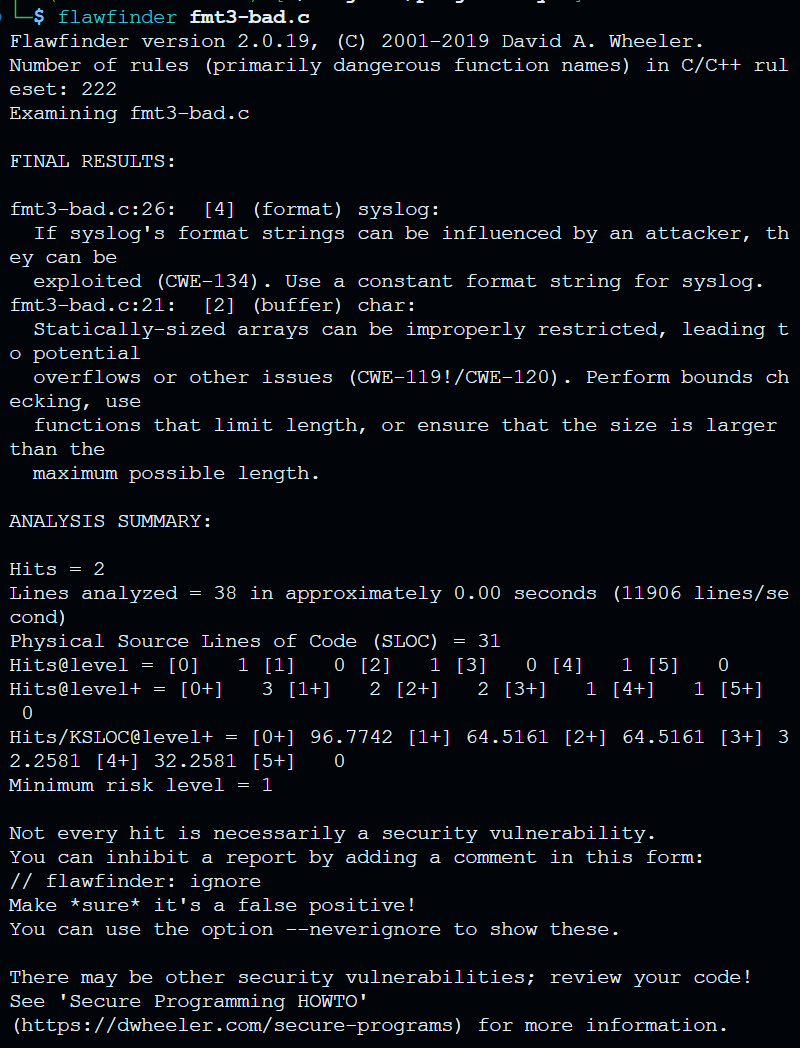 └─$ flawfinder fmt3-bad.c
Flawfinder version 2.0.19, (C) 2001-2019 David A. Wheeler.
Number of rules (primarily dangerous function names) in C/C++ rul
eset: 222
Examining fmt3-bad.c
FINAL RESULTS:
fmt3-bad.c:26:  [4] (format) syslog:
  If syslog's format strings can be influenced by an attacker, th
ey can be
  exploited (CWE-134). Use a constant format string for syslog.
fmt3-bad.c:21:  [2] (buffer) char:
  Statically-sized arrays can be improperly restricted, leading t
o potential
  overflows or other issues (CWE-119!/CWE-120). Perform bounds ch
ecking, use
  functions that limit length, or ensure that the size is larger
than the
  maximum possible length.
ANALYSIS SUMMARY:
Hits = 2
Lines analyzed = 38 in approximately 0.00 seconds (11906 lines/se
cond)
Physical Source Lines of Code (SLOC) = 31
Hits@level = [0]   1 [1]   0 [2]   1 [3]   0 [4]   1 [5]   0
Hits@level+ = [0+]   3 [1+]   2 [2+]   2 [3+]   1 [4+]   1 [5+]
 0
Hits/KSLOC@level+ = [0+] 96.7742 [1+] 64.5161 [2+] 64.5161 [3+] 3
2.2581 [4+] 32.2581 [5+]   0
Minimum risk level = 1
Not every hit is necessarily a security vulnerability.
You can inhibit a report by adding a comment in this form:
// flawfinder: ignore
Make *sure* it's a false positive!
You can use the option --neverignore to show these.
There may be other security vulnerabilities; review your code!
See 'Secure Programming HOWTO'
(https://dwheeler.com/secure-programs) for more information.